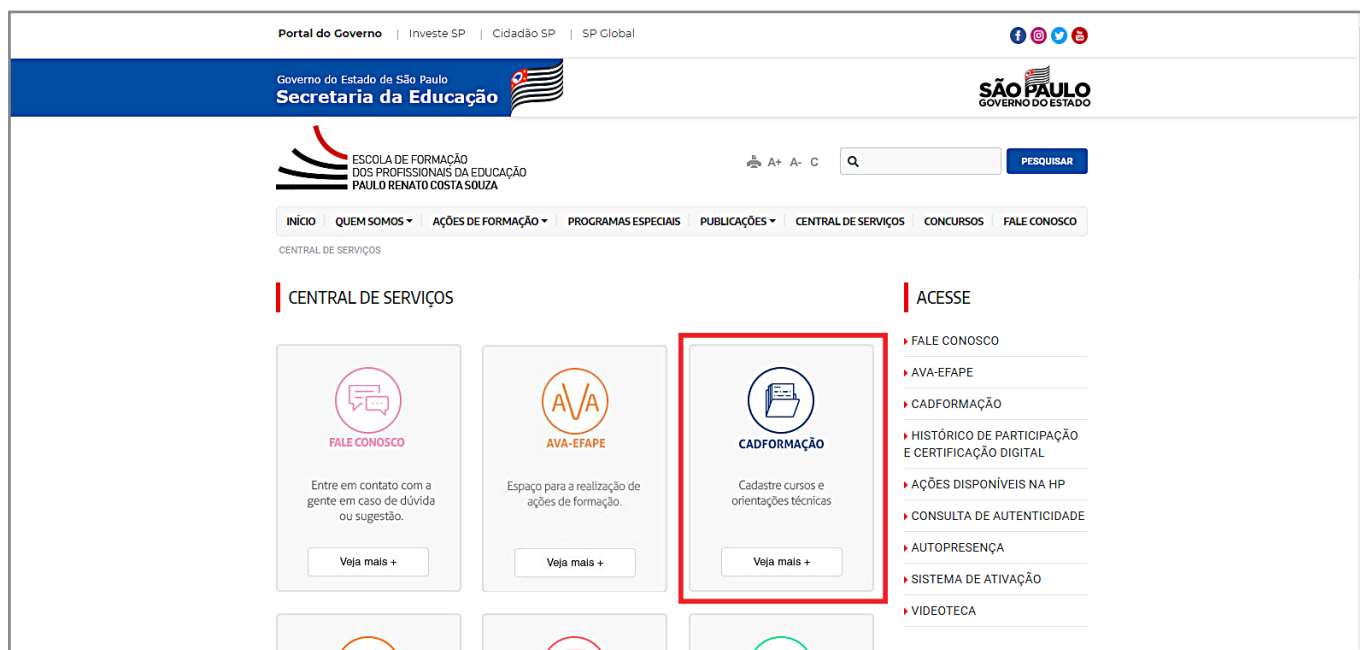 Portal do Governo | Investe SP | Cidadão SP | SP Global
Governo do Estado de São Paulo
Secretaria da Educação
SÃO PAULO
GOVERNO DO ESTADO
ESCOLA DE FORMAÇÃO
DOS PROFISSIONAIS DA EDUCAÇÃO
PAULO RENATO COSTA SOUZA
A+ A- C
PESQUISAR
INÍCIO QUEM SOMOS AÇÕES DE FORMAÇÃO PROGRAMAS ESPECIAIS PUBLICAÇÕES CENTRAL DE SERVIÇOS CONCURSOS FALE CONOSCO
CENTRAL DE SERVIÇOS
CENTRAL DE SERVIÇOS
FALE CONOSCO
Entre em contato com a
gente em caso de dúvida
ou sugestão.
Veja mais +
AVA
AVA-EFAPE
Espaço para a realização de
ações de formação.
Veja mais +
CADFORMAÇÃO
Cadastre cursos e
orientações técnicas
Veja mais +
ACESSE
FALE CONOSCO
AVA-EFAPE
CADFORMAÇÃO
HISTÓRICO DE PARTICIPAÇÃO
E CERTIFICAÇÃO DIGITAL
AÇÕES DISPONÍVEIS NA HP
CONSULTA DE AUTENTICIDADE
AUTOPRESENÇA
SISTEMA DE ATIVAÇÃO
VIDEOTECA